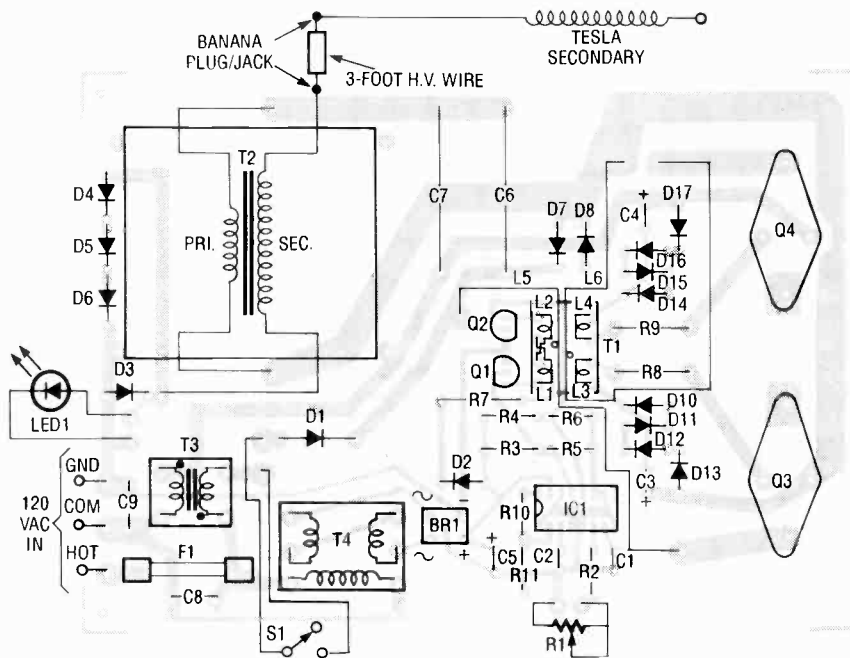 BANANA
PLUG/JACK
3-FOOT H.V. WIRE
TESLA
SECONDARY
T2
PRI.
SEC.
D4
D5
D6
C7
C6
D7
D8
C4
+
D17
Q4
D16
D15
D14
L5
L6
L2
L4
Q2
T1
R9
Q1
R8
L1
L3
D3
LED1
R7
R4
R6
D10
D11
D12
D1
R3
R5
D2
C3
+
D13
Q3
T3
GND
COM
HOT
120
VAC
IN
C9
T4
~
~
BR1
-
+
R10
IC1
F1
+
C5
R11
C2
R2
C1
C8
S1
R1